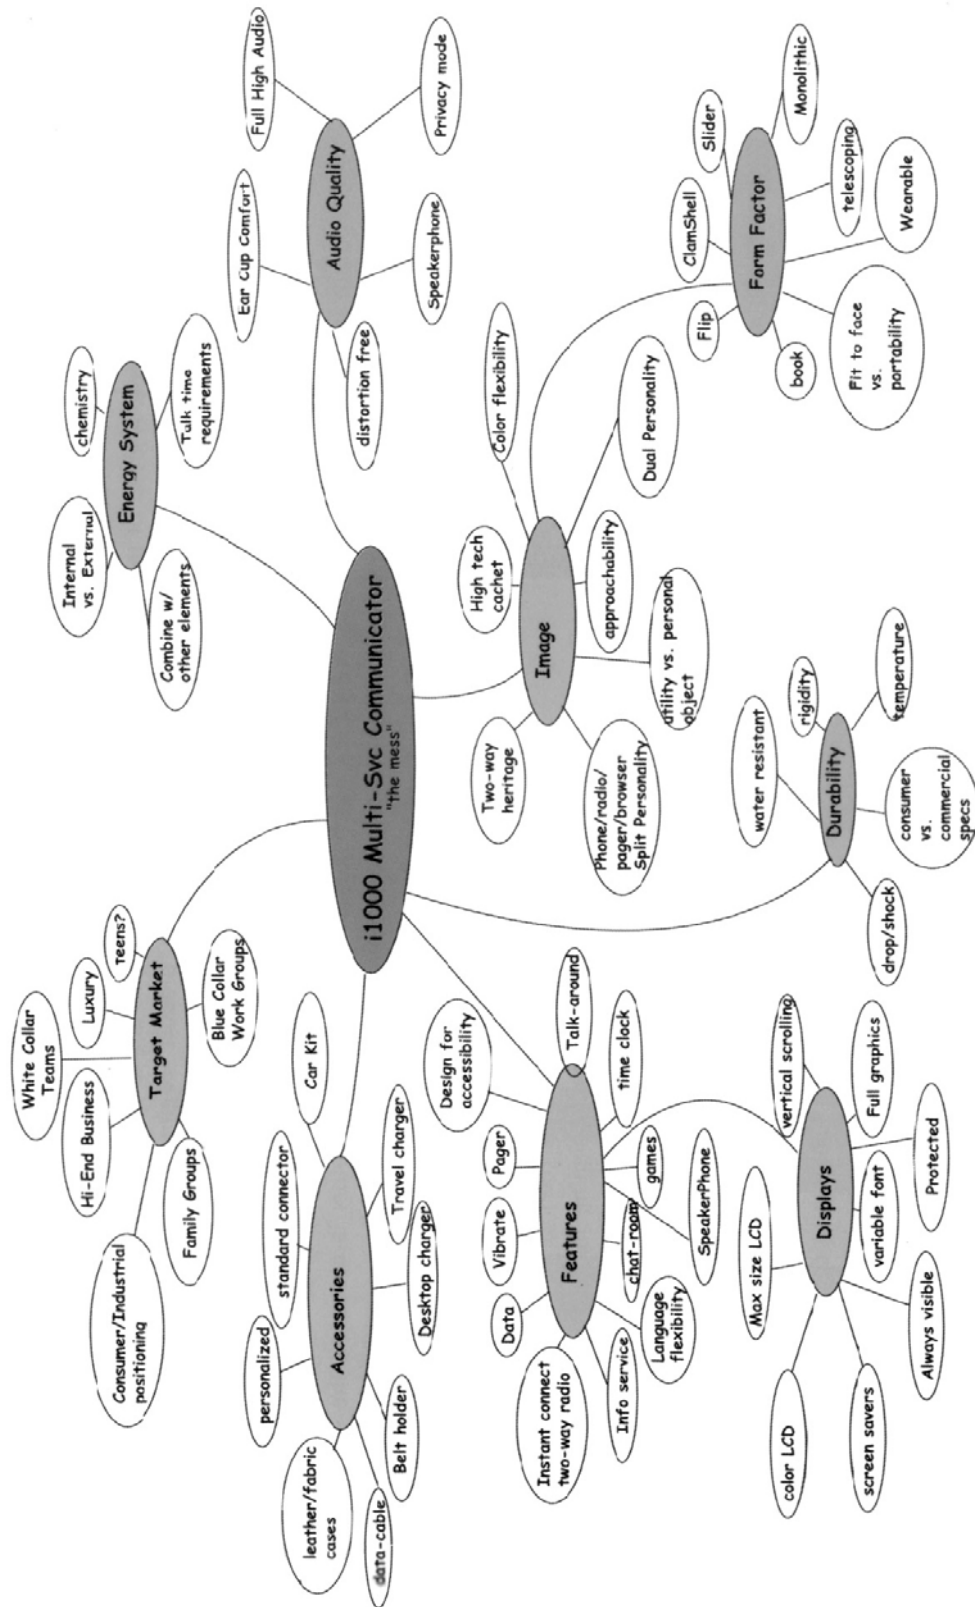 i1000 Multi-Svc Communicator
"the mess"
Target Market
Consumer/Industrial
positioning
Hi-End Business
White Collar
Teams
Luxury
Teens?
Blue Collar
Work Groups
Family Groups
Energy System
Internal
vs. External
chemistry
Talk time
requirements
Combine w/
other elements
Audio Quality
Ear Cup Comfort
Full High Audio
Privacy mode
Speakerphone
distortion free
Accessories
leather/fabric
cases
personalized
standard connector
Car Kit
Travel charger
Desktop charger
Belt holder
data-cable
Image
Two-way
heritage
High tech
cachet
Color flexibility
Dual Personality
approachability
utility vs. personal
object
Phone/radio/
pager/browser
Split Personality
Features
Instant connect
two-way radio
Data
Vibrate
Pager
Design for
accessibility
Talk-around
time clock
games
SpeakerPhone
chat-room
Language
flexibility
Info service
Form Factor
Flip
ClamShell
Slider
Monolithic
telescoping
Wearable
Fit to face
vs.
portability
book
Durability
water resistant
rigidity
temperature
consumer
vs.
commercial
specs
drop/shock
Displays
color LCD
Max size LCD
vertical scrolling
Full graphics
Protected
variable font
Always visible
screen savers